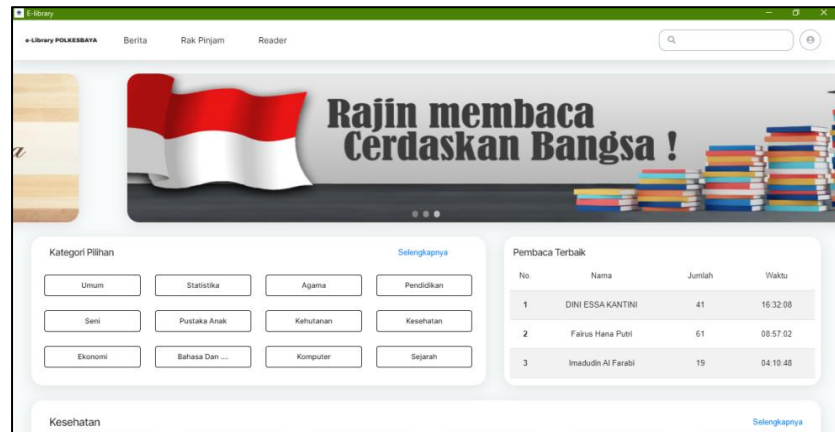 E-library
e-Library POLKESBAYA Berita Rak Pinjam Reader
a
Rajin membaca
Cerdaskan Bangsa !
Kategori Pilihan Selengkapnya
Umum Statistika Agama Pendidikan
Seni Pustaka Anak Kehutanan Kesehatan
Ekonomi Bahasa Dan .... Komputer Sejarah
Pembaca Terbaik
No. Nama Jumlah Waktu
1 DINI ESSA KANTINI 41 16:32:08
2 Fairus Hana Putri 61 08:57:02
3 Imadudin Al Farabi 19 04:10:48
Kesehatan Selengkapnya